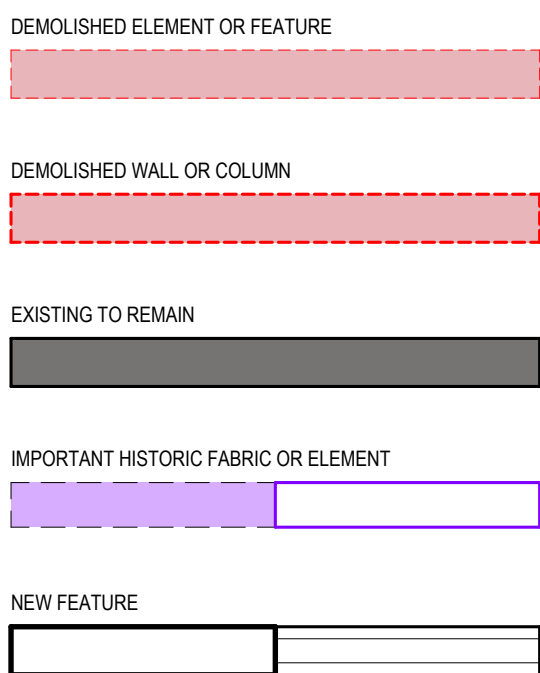 DEMOLISHED ELEMENT OR FEATURE
DEMOLISHED WALL OR COLUMN
EXISTING TO REMAIN
IMPORTANT HISTORIC FABRIC OR ELEMENT
NEW FEATURE